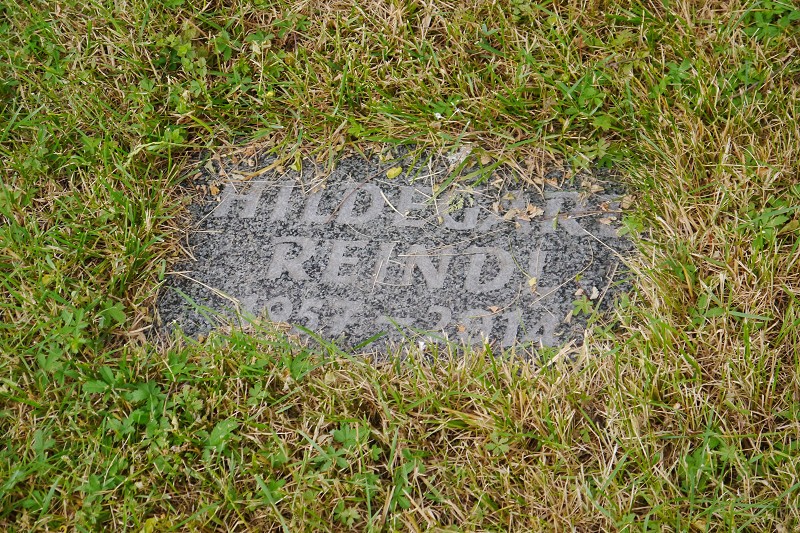 HILDEGARD
REINDL
1957 - 2014